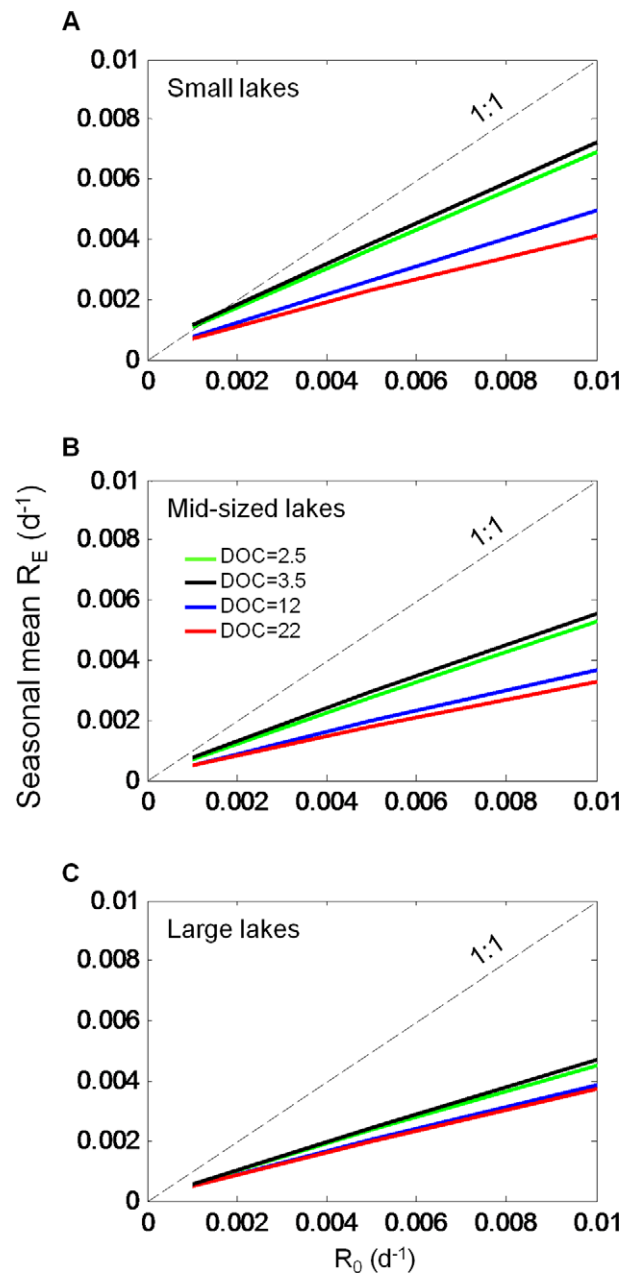 A
0.01
0.008
0.006
0.004
0.002
0
Small lakes
1:1
0 0.002 0.004 0.006 0.008 0.01
B
Seasonal mean R_E (d⁻¹)
0.01
0.008
0.006
0.004
0.002
0
Mid-sized lakes
1:1
DOC=2.5
DOC=3.5
DOC=12
DOC=22
0 0.002 0.004 0.006 0.008 0.01
C
0.01
0.008
0.006
0.004
0.002
0
Large lakes
1:1
0 0.002 0.004 0.006 0.008 0.01
R₀ (d⁻¹)